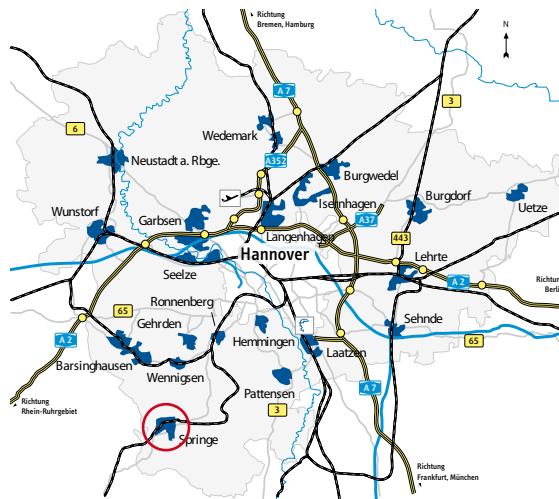 Richtung
Bremen, Hamburg
N
A 7
3
6
Wedemark
Neustadt a. Rbge.
A352
Burgwedel
Isernhagen
Burgdorf
Uetze
Wunstorf
Garbsen
A37
Langenhagen
443
Hannover
Lehrte
Seelze
A 2
Richtung
Berli
65
Ronnenberg
Gehrden
Sehnde
A 2
Hemmingen
65
Barsinghausen
Laatzen
Wennigsen
Pattensen
A 7
Richtung
Rhein-Ruhrgebiet
3
Springe
Richtung
Frankfurt, München